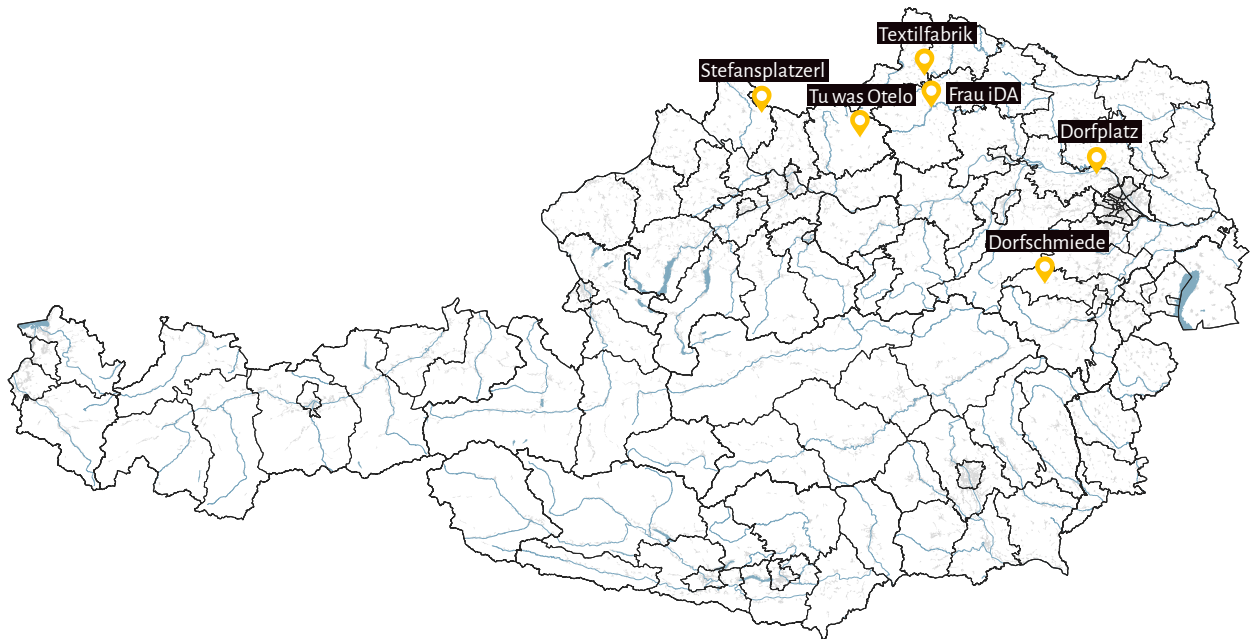 Textilfabrik
Stefansplatzerl
Tu was Otelo
Frau iDA
Dorfplatz
Dorfschmiede